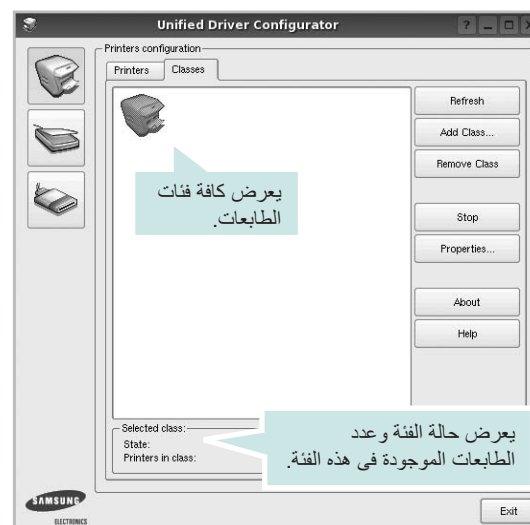 Unified Driver Configurator
Printers configuration
Printers
Classes
Refresh
Add Class...
Remove Class
يعرض كافة فئات
الطابعات.
Stop
Properties...
About
Help
Selected class:
State:
Printers in class:
يعرض حالة الفئة وعدد
الطابعات الموجودة في هذه الفئة.
SAMSUNG
ELECTRONICS
Exit